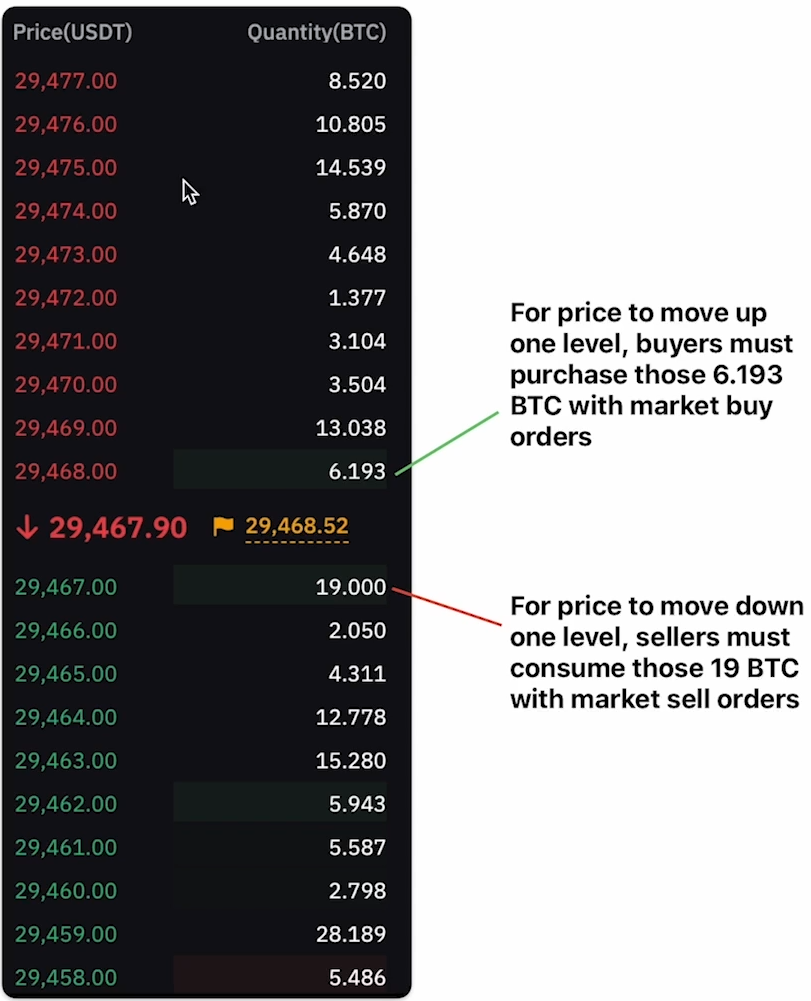 Price(USDT) Quantity(BTC)
29,477.00 8.520
29,476.00 10.805
29,475.00 14.539
29,474.00 5.870
29,473.00 4.648
29,472.00 1.377
29,471.00 3.104
29,470.00 3.504
29,469.00 13.038
29,468.00 6.193
↓ 29,467.90 29,468.52
29,467.00 19.000
29,466.00 2.050
29,465.00 4.311
29,464.00 12.778
29,463.00 15.280
29,462.00 5.943
29,461.00 5.587
29,460.00 2.798
29,459.00 28.189
29,458.00 5.486
For price to move up
one level, buyers must
purchase those 6.193
BTC with market buy
orders
For price to move down
one level, sellers must
consume those 19 BTC
with market sell orders